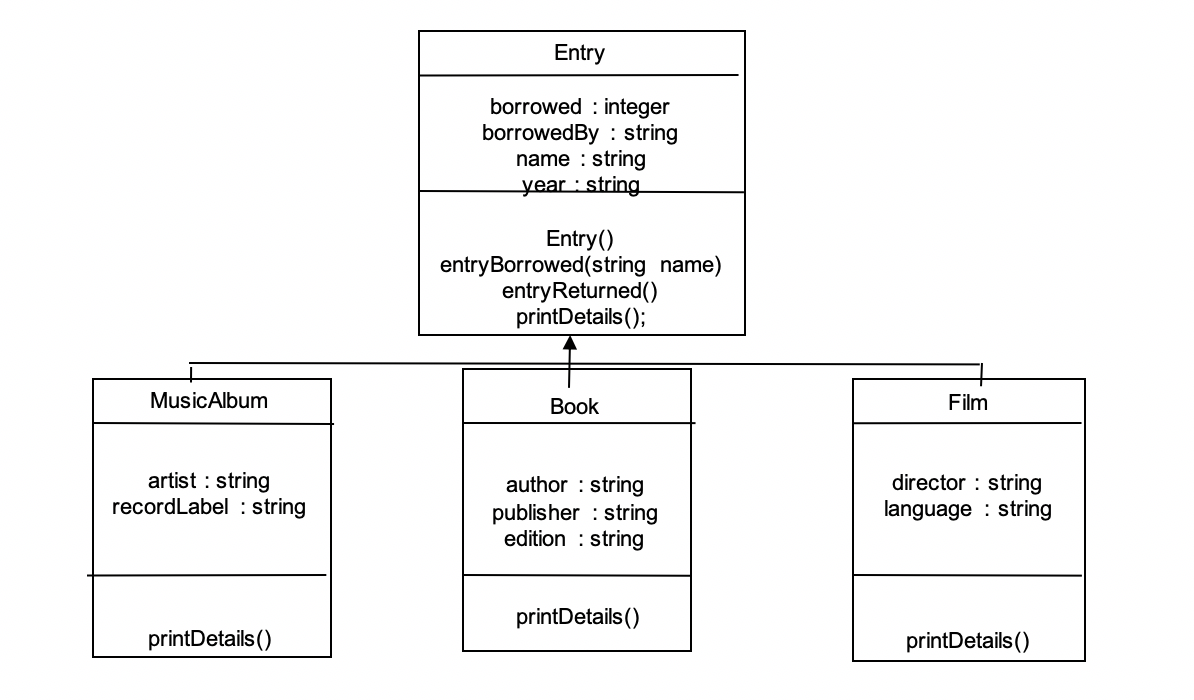 Entry
borrowed : integer
borrowedBy : string
name : string
year : string
Entry()
entryBorrowed(string name)
entryReturned()
printDetails();
MusicAlbum
artist : string
recordLabel : string
printDetails()
Book
author : string
publisher : string
edition : string
printDetails()
Film
director : string
language : string
printDetails()